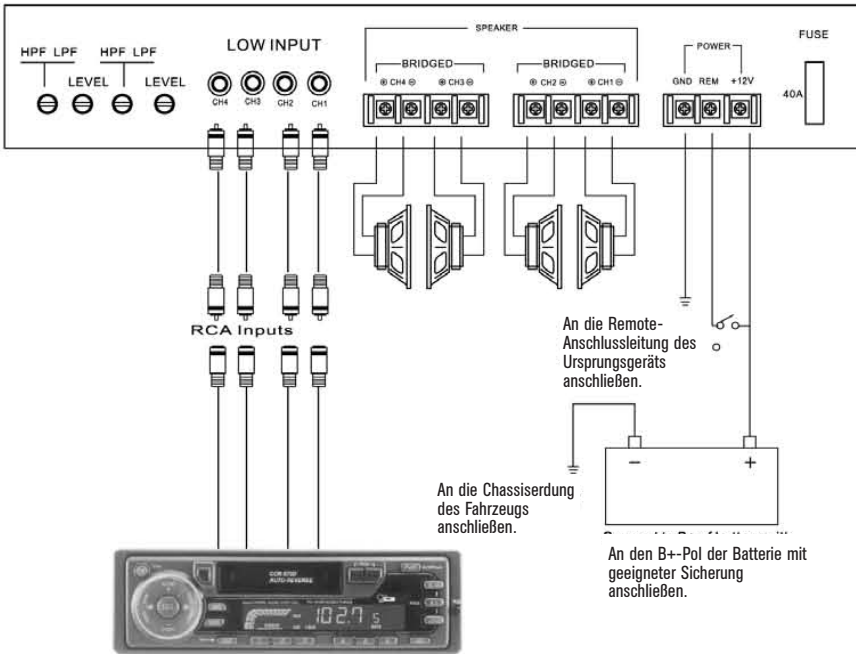 SPEAKER
FUSE
HPF LPF HPF LPF
LOW INPUT
BRIDGED
BRIDGED
POWER
LEVEL LEVEL
⊕ CH4 ⊖ ⊕ CH3 ⊖
⊕ CH2 ⊖ ⊕ CH1 ⊖
GND REM +12V
CH4 CH3 CH2 CH1
40A
RCA Inputs
An die Remote-
Anschlussleitung des
Ursprungsgeräts
anschließen.
− +
An die Chassiserdung
des Fahrzeugs
anschließen.
An den B+-Pol der Batterie mit
geeigneter Sicherung
anschließen.
AUTO-REVERSE
102.7 5